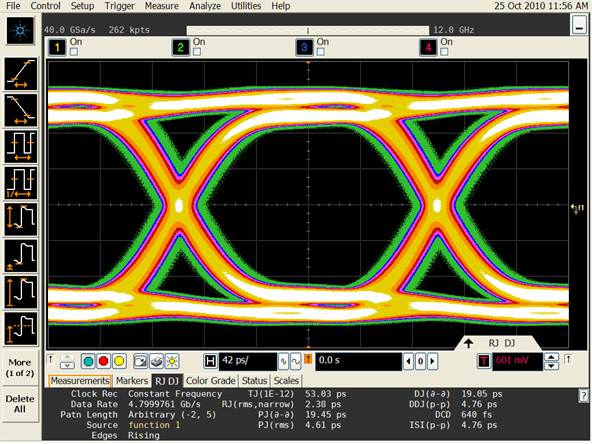 File Control Setup Trigger Measure Analyze Utilities Help 25 Oct 2010 11:56 AM
40.0 GSa/s 262 kpts 12.0 GHz
1 On 2 On 3 On 4 On
f1
More
(1 of 2)
Delete
All
RJ DJ
H 42 ps/ T 0.0 s 0 T 601 mV
Measurements Markers RJ DJ Color Grade Status Scales
?
Clock Rec Constant Frequency TJ(1E-12) 53.03 ps DJ(∂-∂) 19.05 ps
Data Rate 4.7999761 Gb/s RJ(rms,narrow) 2.38 ps DDJ(p-p) 4.76 ps
Path Length Arbitrary (-2, 5) PJ(∂-∂) 19.45 ps DCD 640 fs
Source function 1 PJ(rms) 4.61 ps ISI(p-p) 4.76 ps
Edges Rising